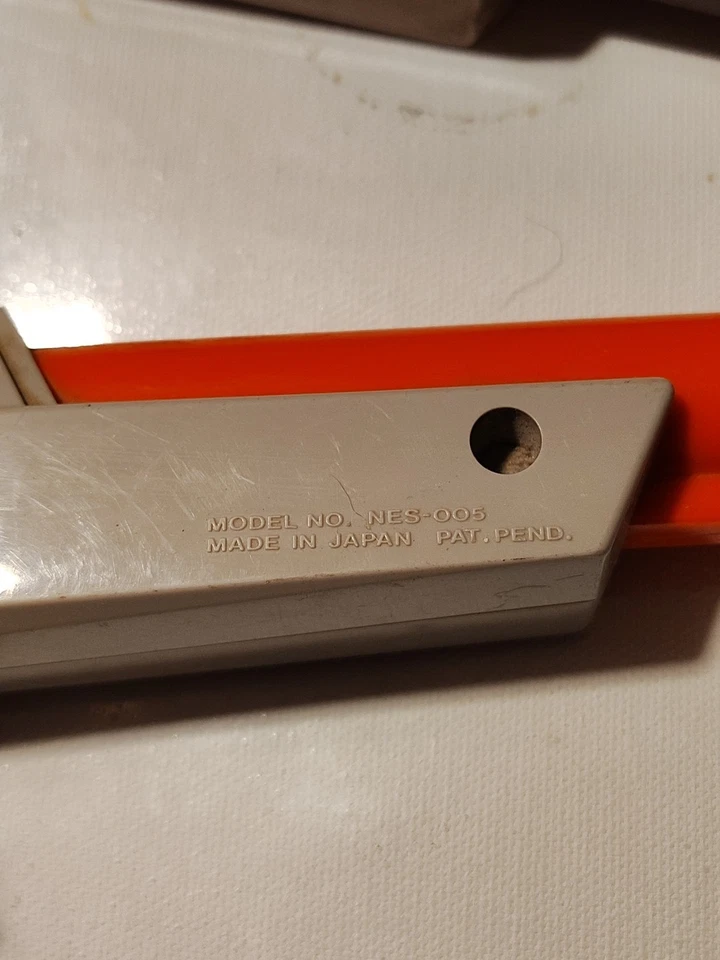 MODEL NO. NES-005
MADE IN JAPAN PAT. PEND.